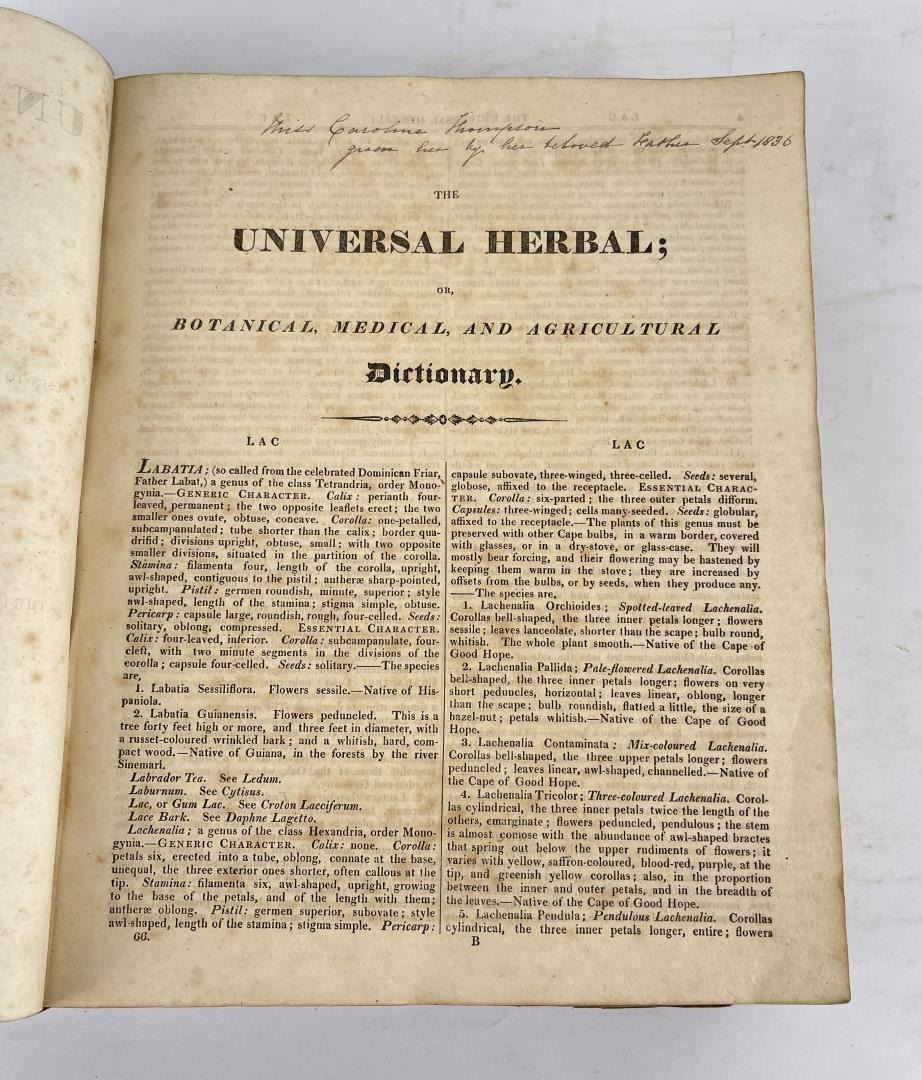 Miss Caroline Thompson
given her by her beloved Father Sept 1836
THE
UNIVERSAL HERBAL;
OR,
BOTANICAL, MEDICAL, AND AGRICULTURAL
Dictionary.
LAC
LABATIA; (so called from the celebrated Dominican Friar,
Father Labat,) a genus of the class Tetrandria, order Mono-
gynia.—GENERIC CHARACTER. Calix: perianth four-
leaved, permanent; the two opposite leaflets erect; the two
smaller ones ovate, obtuse, concave. Corolla: one-petalled,
subcampanulated; tube shorter than the calix; border qua-
drifid; divisions upright, obtuse, small; with two opposite
smaller divisions, situated in the partition of the corolla.
Stamina: filamenta four, length of the corolla, upright,
awl-shaped, contiguous to the pistil; antheræ sharp-pointed,
upright. Pistil: germen roundish, minute, superior; style
awl-shaped, length of the stamina; stigma simple, obtuse.
Pericarp: capsule large, roundish, rough, four-celled. Seeds:
solitary, oblong, compressed. ESSENTIAL CHARACTER.
Calix: four-leaved, inferior. Corolla: subcampanulate, four-
cleft, with two minute segments in the divisions of the
corolla; capsule four-celled. Seeds: solitary.——The species
are,
1. Labatia Sessiliflora. Flowers sessile.—Native of His-
paniola.
2. Labatia Guianensis. Flowers peduncled. This is a
tree forty feet high or more, and three feet in diameter, with
a russet-coloured wrinkled bark; and a whitish, hard, com-
pact wood.—Native of Guiana, in the forests by the river
Sinemari.
Labrador Tea. See Ledum.
Laburnum. See Cytisus.
Lac, or Gum Lac. See Croton Lacciferum.
Lace Bark. See Daphne Lagetto.
Lachenalia; a genus of the class Hexandria, order Mono-
gynia.—GENERIC CHARACTER. Calix: none. Corolla:
petals six, erected into a tube, oblong, connate at the base,
unequal, the three exterior ones shorter, often callous at the
tip. Stamina: filamenta six, awl-shaped, upright, growing
to the base of the petals, and of the length with them;
antheræ oblong. Pistil: germen superior, subovate; style
awl-shaped, length of the stamina; stigma simple. Pericarp:
66.
LAC
capsule subovate, three-winged, three-celled. Seeds: several,
globose, affixed to the receptacle. ESSENTIAL CHARAC-
TER. Corolla: six-parted; the three outer petals difform.
Capsules: three-winged; cells many-seeded. Seeds: globular,
affixed to the receptacle.—The plants of this genus must be
preserved with other Cape bulbs, in a warm border, covered
with glasses, or in a dry-stove, or glass-case. They will
mostly bear forcing, and their flowering may be hastened by
keeping them warm in the stove; they are increased by
offsets from the bulbs, or by seeds, when they produce any.
——The species are,
1. Lachenalia Orchioides; Spotted-leaved Lachenalia.
Corollas bell-shaped, the three inner petals longer; flowers
sessile; leaves lanceolate, shorter than the scape; bulb round,
whitish. The whole plant smooth.—Native of the Cape of
Good Hope.
2. Lachenalia Pallida; Pale-flowered Lachenalia. Corollas
bell-shaped, the three inner petals longer; flowers on very
short peduncles, horizontal; leaves linear, oblong, longer
than the scape; bulb roundish, flatted a little, the size of a
hazel-nut; petals whitish.—Native of the Cape of Good
Hope.
3. Lachenalia Contaminata; Mix-coloured Lachenalia.
Corollas bell-shaped, the three upper petals longer; flowers
peduncled; leaves linear, awl-shaped, channelled.—Native of
the Cape of Good Hope.
4. Lachenalia Tricolor; Three-coloured Lachenalia. Corol-
las cylindrical, the three inner petals twice the length of the
others, emarginate; flowers peduncled, pendulous; the stem
is almost comose with the abundance of awl-shaped bractes
that spring out below the upper rudiments of flowers; it
varies with yellow, saffron-coloured, blood-red, purple, at the
tip, and greenish yellow corollas; also, in the proportion
between the inner and outer petals, and in the breadth of
the leaves.—Native of the Cape of Good Hope.
5. Lachenalia Pendula; Pendulous Lachenalia. Corollas
cylindrical, the three inner petals longer, entire; flowers
B